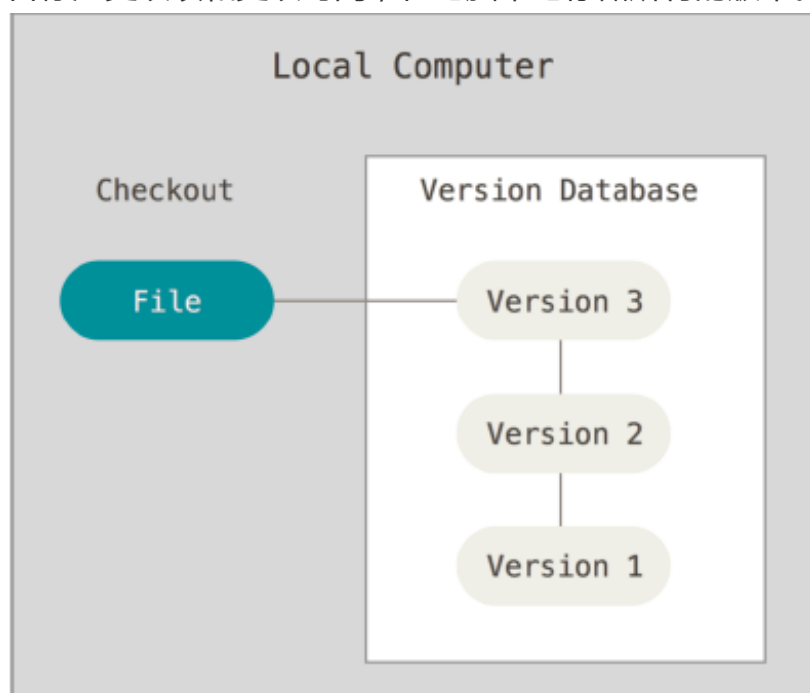 Local Computer
Checkout
Version Database
File
Version 3
Version 2
Version 1